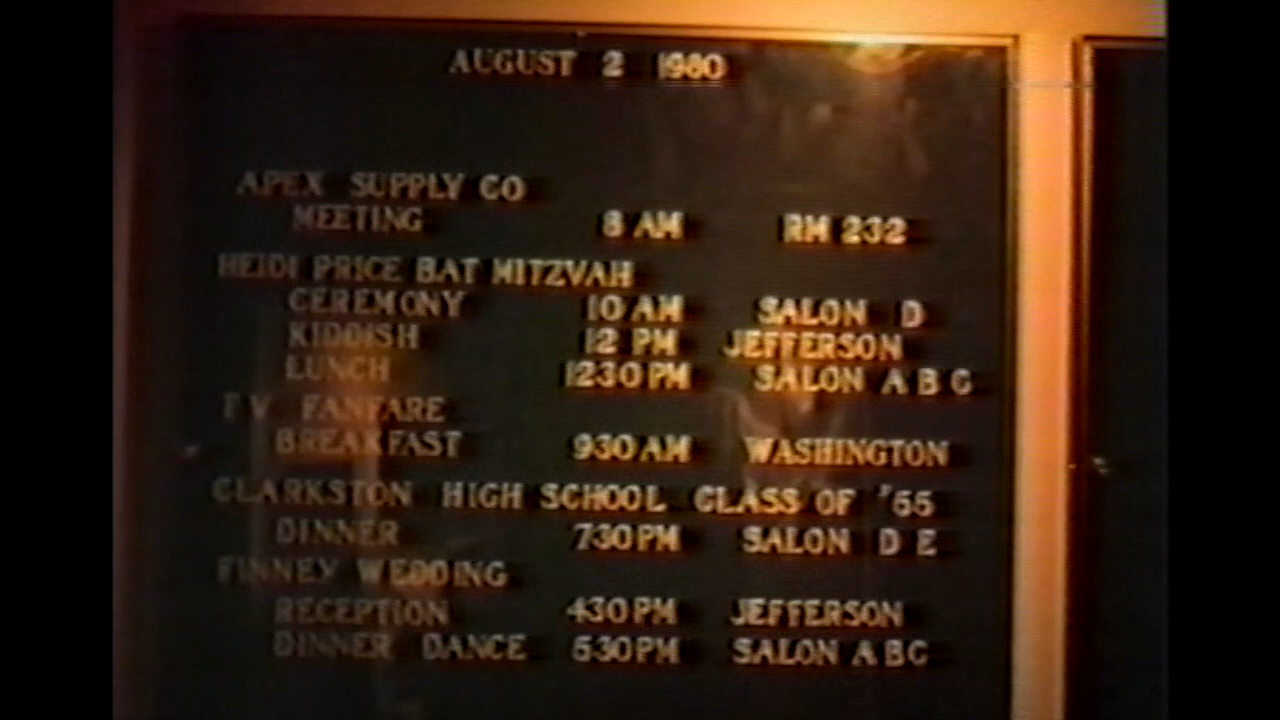 AUGUST 2 1980
APEX SUPPLY CO
MEETING 8 AM RM 232
HEIDI PRICE BAT MITZVAH
CEREMONY 10 AM SALON D
KIDDISH 12 PM JEFFERSON
LUNCH 1230 PM SALON A B C
TV FANFARE
BREAKFAST 930 AM WASHINGTON
CLARKSTON HIGH SCHOOL CLASS OF '55
DINNER 730 PM SALON D E
FINNEY WEDDING
RECEPTION 430 PM JEFFERSON
DINNER DANCE 530 PM SALON A B C